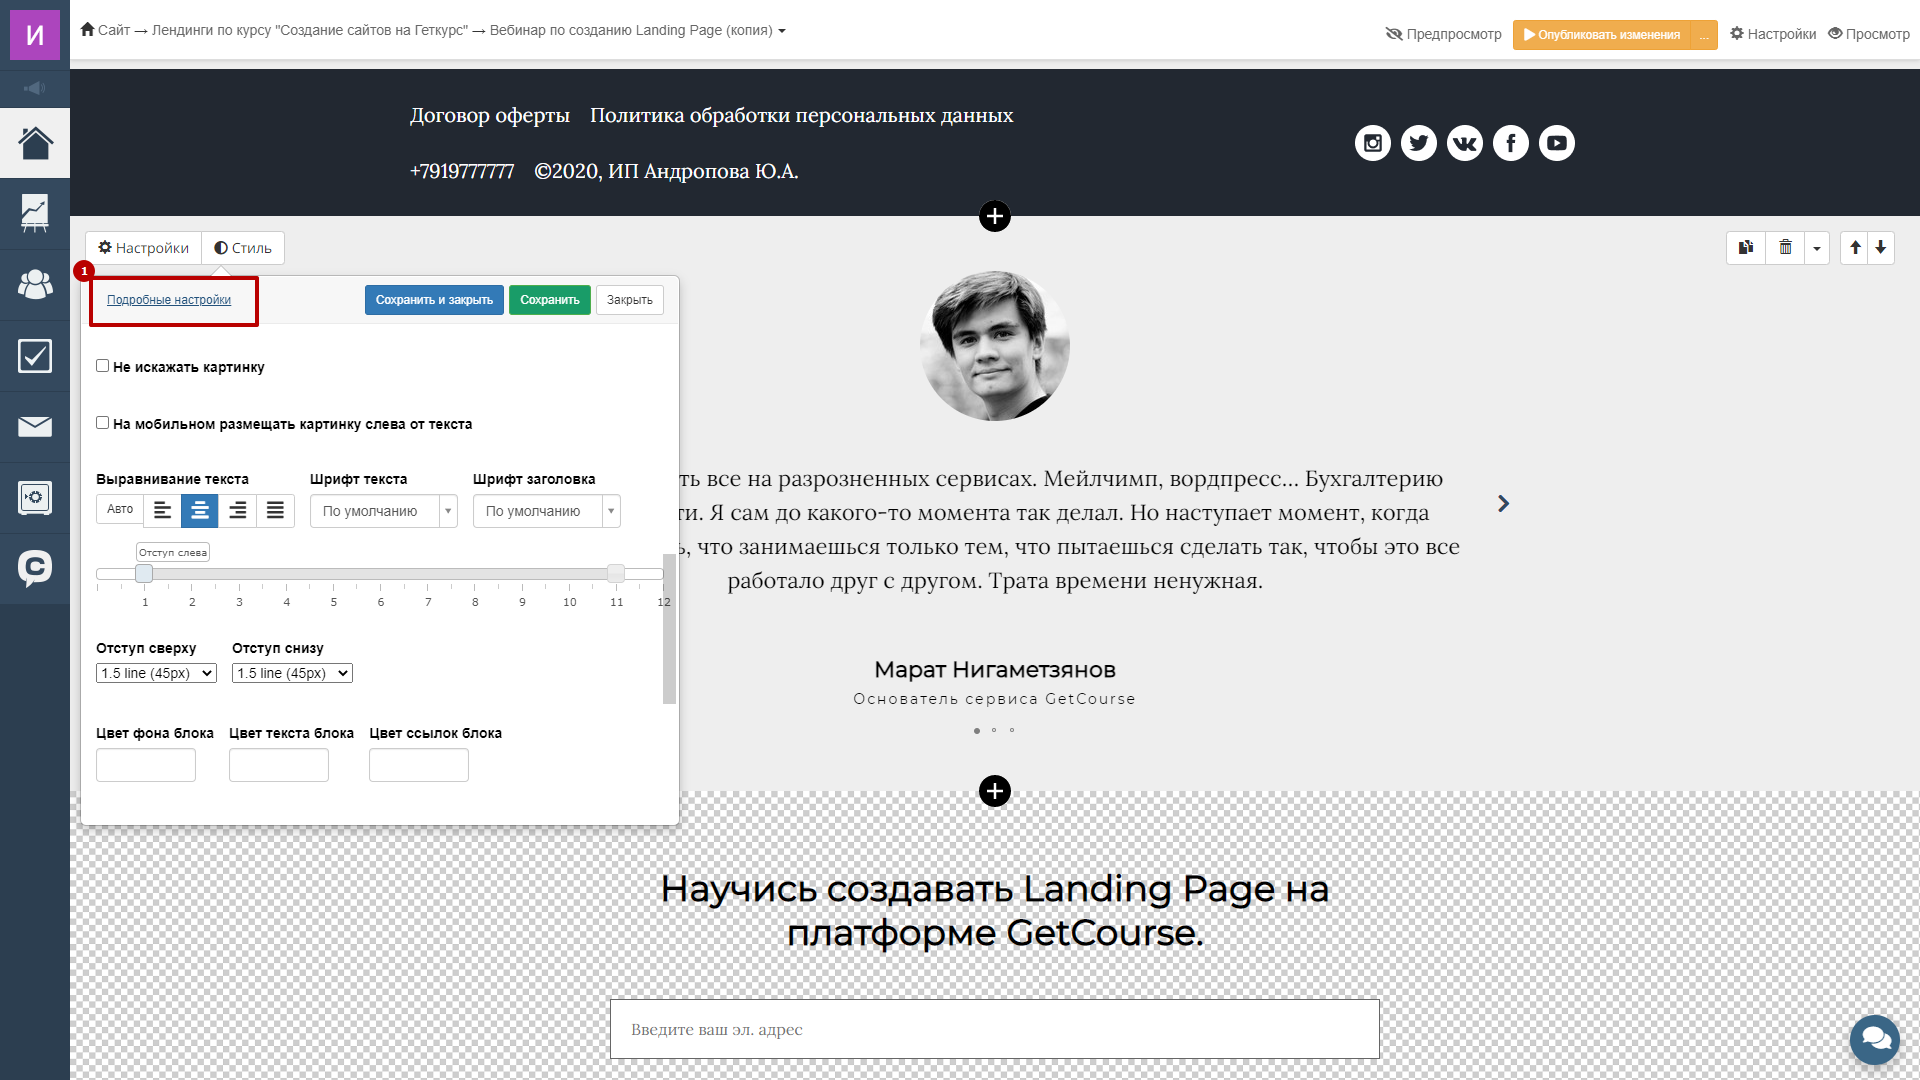 И
Сайт → Лендинги по курсу "Создание сайтов на Геткурс" → Вебинар по созданию Landing Page (копия)
Предпросмотр
Опубликовать изменения
...
Настройки
Просмотр
Договор оферты Политика обработки персональных данных
+7919777777 ©2020, ИП Андропова Ю.А.
Настройки
Стиль
1
Подробные настройки
Сохранить и закрыть
Сохранить
Закрыть
Не искажать картинку
На мобильном размещать картинку слева от текста
Выравнивание текста
Шрифт текста
Шрифт заголовка
Авто
По умолчанию
По умолчанию
Отступ слева
1 2 3 4 5 6 7 8 9 10 11 12
Отступ сверху
Отступ снизу
1.5 line (45px)
1.5 line (45px)
Цвет фона блока
Цвет текста блока
Цвет ссылок блока
ть все на разрозненных сервисах. Мейлчимп, вордпресс... Бухгалтерию
ти. Я сам до какого-то момента так делал. Но наступает момент, когда
ь, что занимаешься только тем, что пытаешься сделать так, чтобы это все
работало друг с другом. Трата времени ненужная.
Марат Нигаметзянов
Основатель сервиса GetCourse
Научись создавать Landing Page на
платформе GetCourse.
Введите ваш эл. адрес